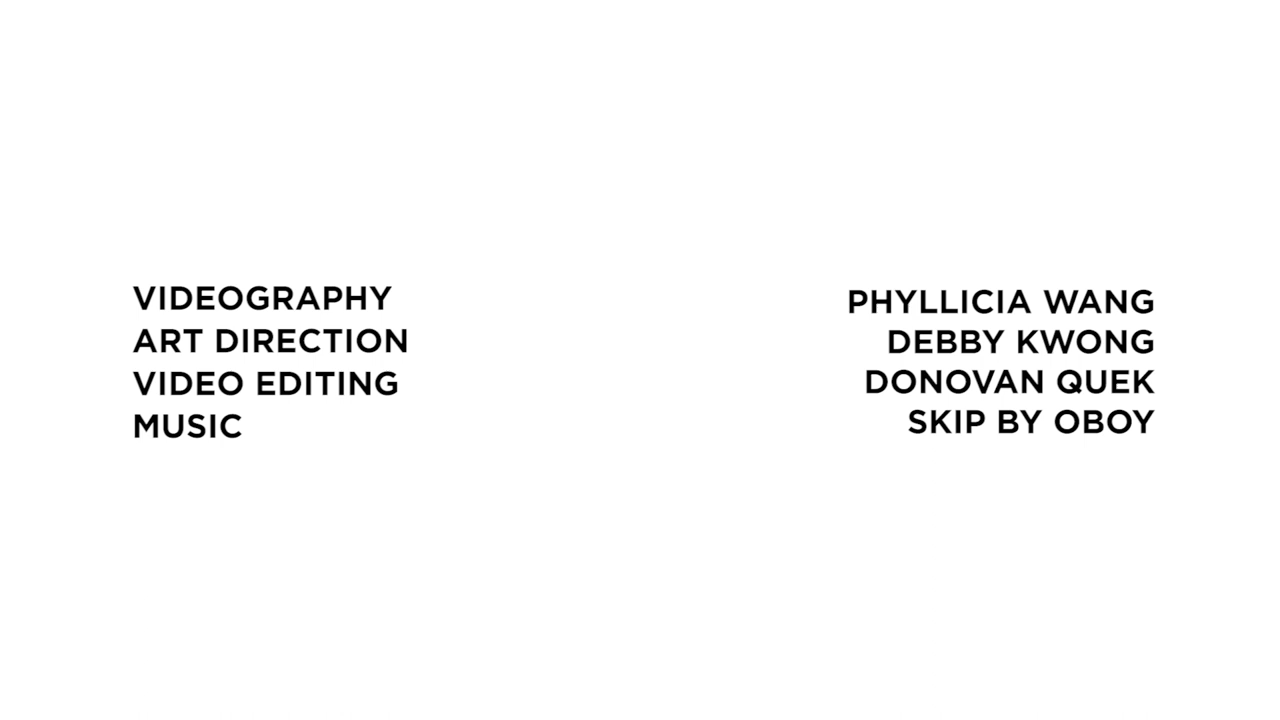 VIDEOGRAPHY PHYLLICIA WANG
ART DIRECTION DEBBY KWONG
VIDEO EDITING DONOVAN QUEK
MUSIC SKIP BY OBOY